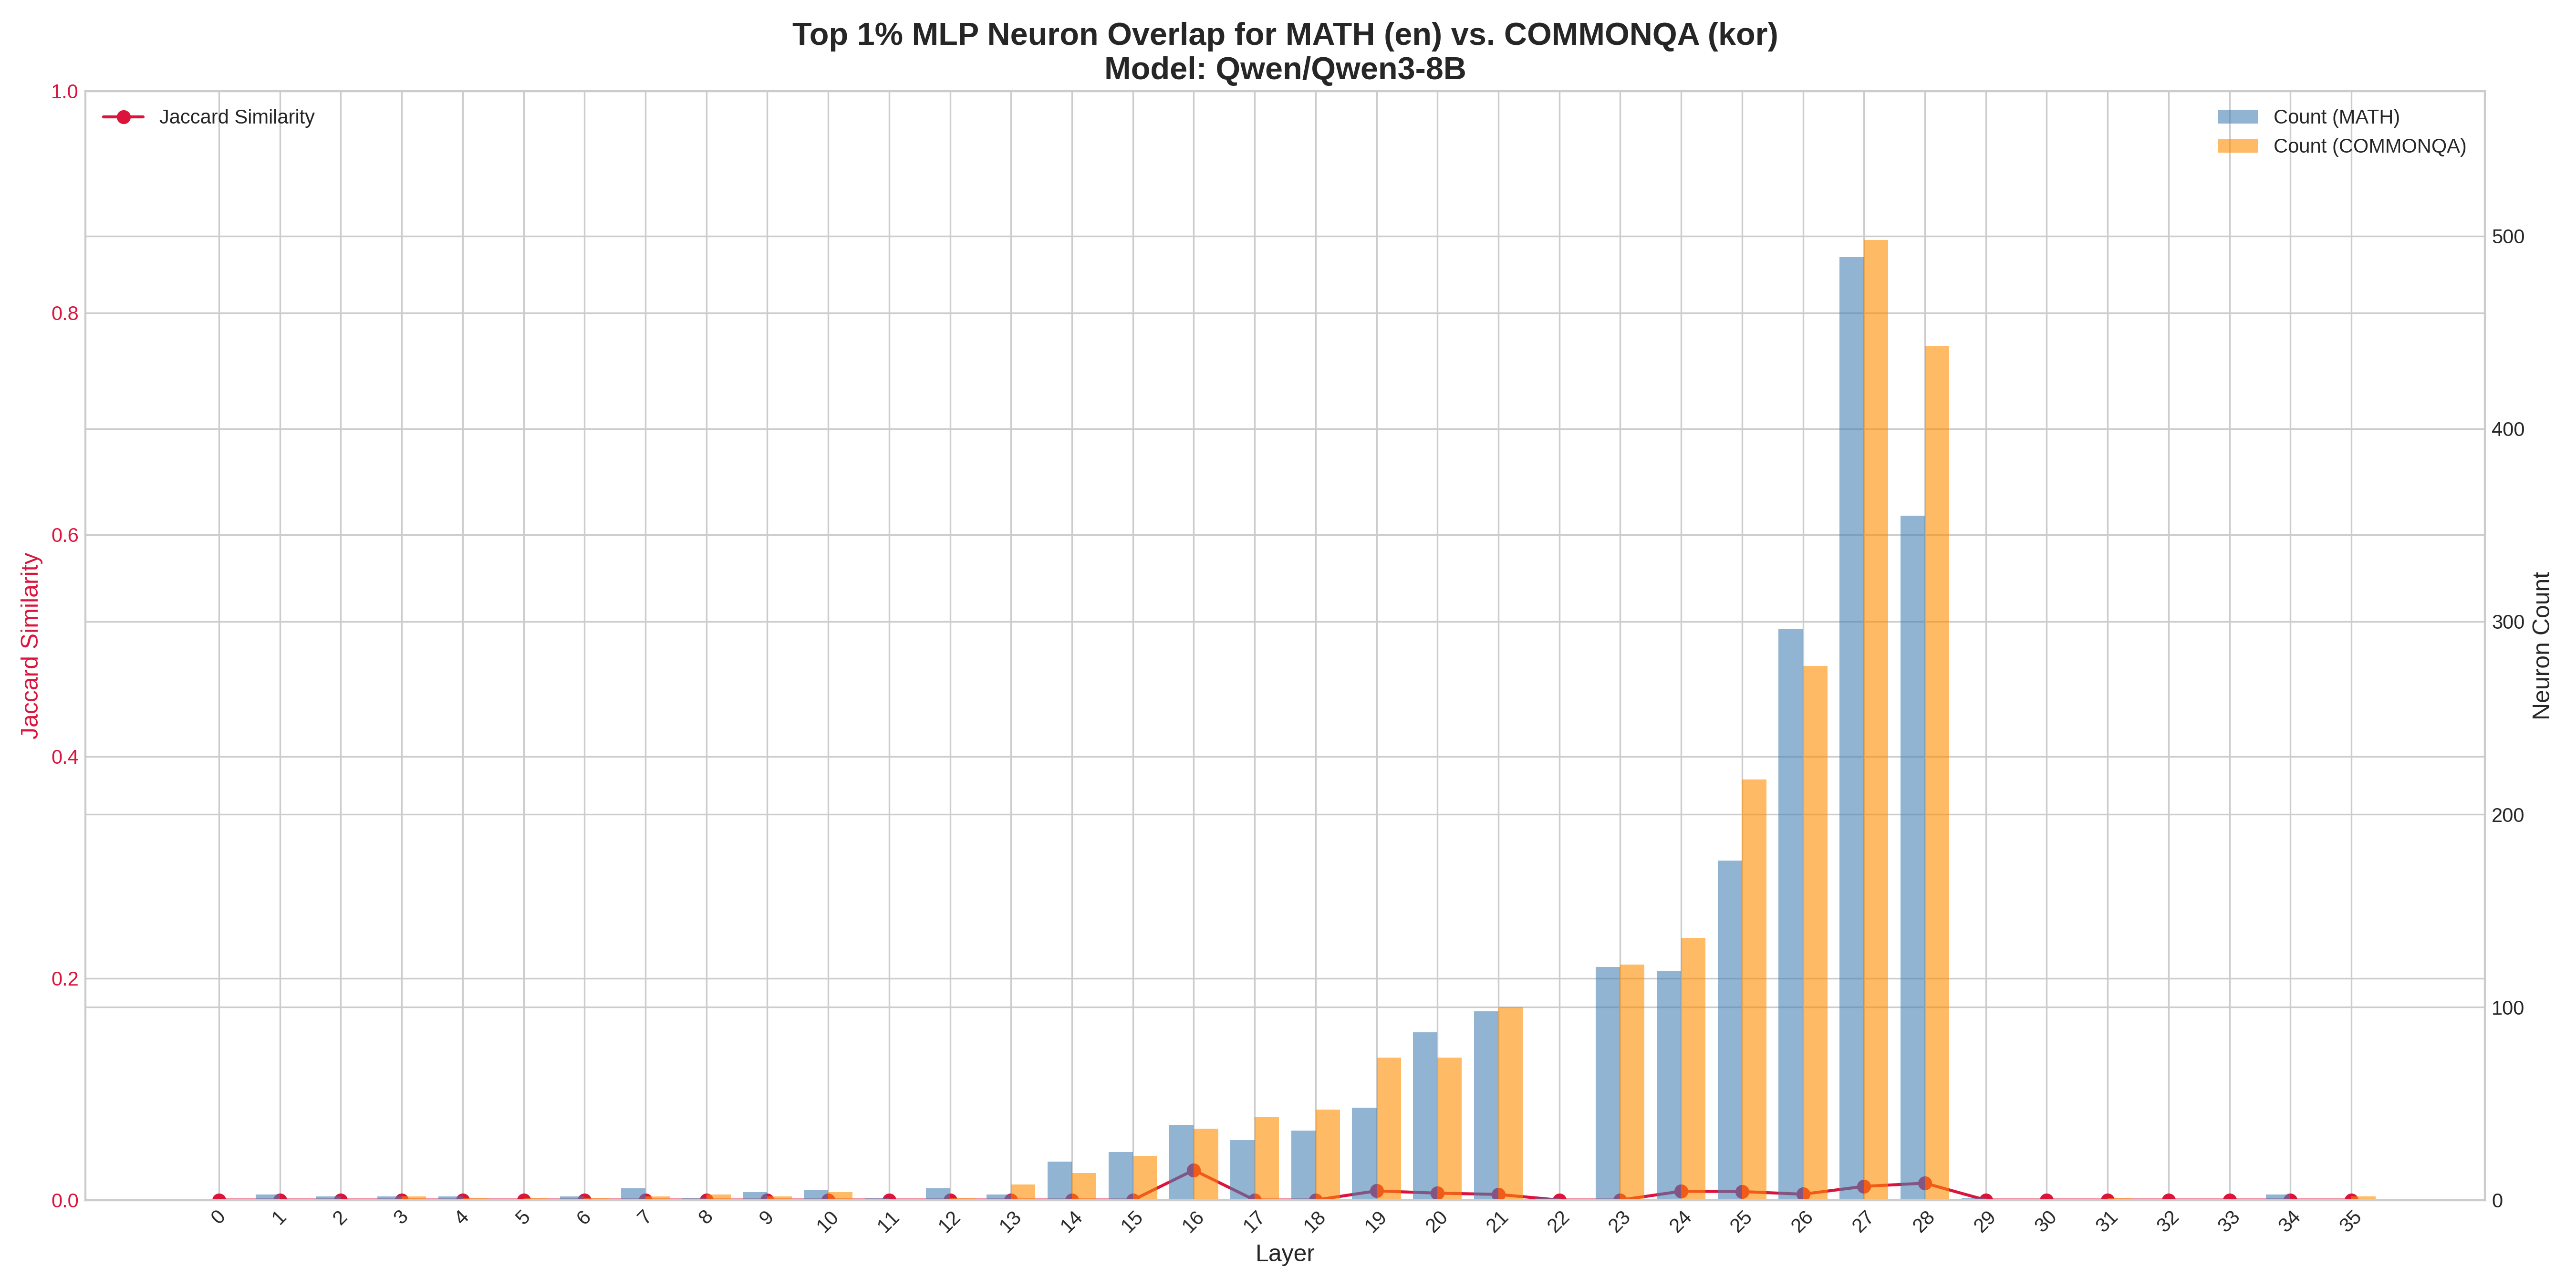 Top 1% MLP Neuron Overlap for MATH (en) vs. COMMONQA (kor)
Model: Qwen/Qwen3-8B
Jaccard Similarity
Count (MATH)
Count (COMMONQA)
Jaccard Similarity
1.0
0.8
0.6
0.4
0.2
0.0
500
400
300
200
100
0
Neuron Count
0 1 2 3 4 5 6 7 8 9 10 11 12 13 14 15 16 17 18 19 20 21 22 23 24 25 26 27 28 29 30 31 32 33 34 35
Layer